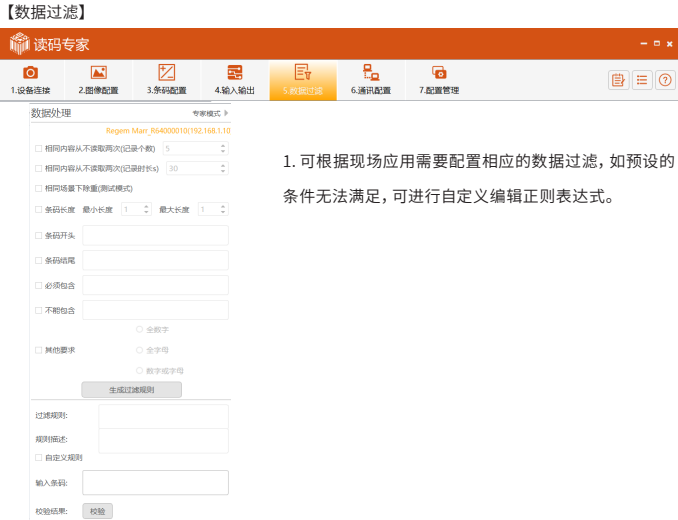 【数据过滤】
读码专家
1.设备连接 2.图像配置 3.条码配置 4.输入输出 5.数据过滤 6.通讯配置 7.配置管理
数据处理 专家模式
Regem Marr_R64000010(192.168.1.10
相同内容从不读取两次(记录个数) 5
相同内容从不读取两次(记录时长s) 30
相同场景下除重(测试模式)
条码长度 最小长度 1 最大长度 1
条码开头
条码结尾
必须包含
不能包含
全数字
其他要求 全字母
数字或字母
生成过滤规则
过滤规则:
规则描述:
自定义规则
输入条码:
校验结果: 校验
1. 可根据现场应用需要配置相应的数据过滤，如预设的
条件无法满足，可进行自定义编辑正则表达式。